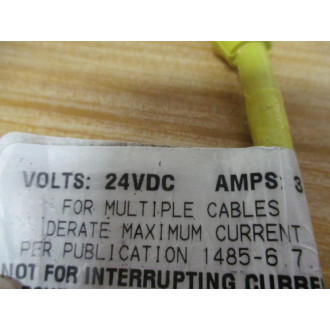 VOLTS: 24VDC AMPS: 3
FOR MULTIPLE CABLES
DERATE MAXIMUM CURRENT
PER PUBLICATION 1485-6.7.
NOT FOR INTERRUPTING